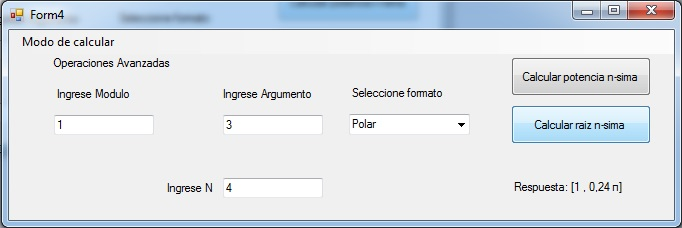 Form4
Modo de calcular
Operaciones Avanzadas
Calcular potencia n-sima
Ingrese Modulo
Ingrese Argumento
Seleccione formato
1
3
Polar
Calcular raiz n-sima
Ingrese N
4
Respuesta: [1 , 0,24 π]